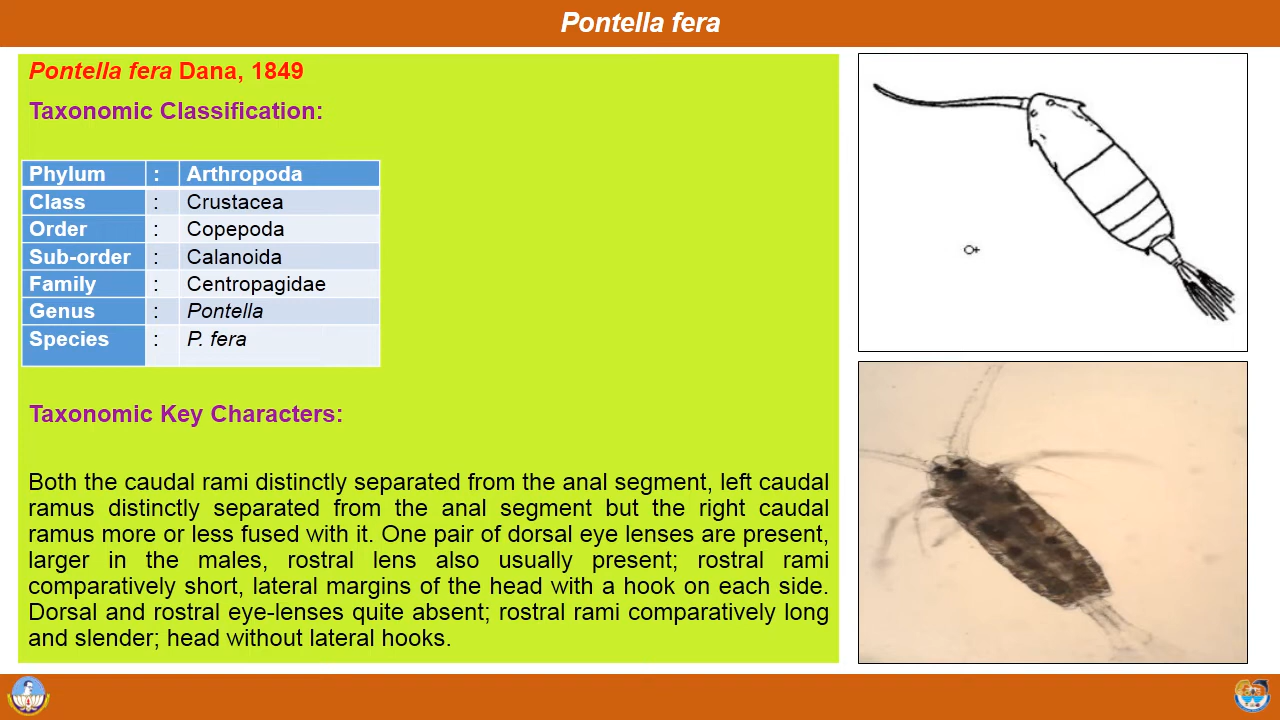 Pontella fera
Pontella fera Dana, 1849
Taxonomic Classification:
Phylum : Arthropoda
Class : Crustacea
Order : Copepoda
Sub-order : Calanoida
Family : Centropagidae
Genus : Pontella
Species : P. fera
Taxonomic Key Characters:
Both the caudal rami distinctly separated from the anal segment, left caudal
ramus distinctly separated from the anal segment but the right caudal
ramus more or less fused with it. One pair of dorsal eye lenses are present,
larger in the males, rostral lens also usually present; rostral rami
comparatively short, lateral margins of the head with a hook on each side.
Dorsal and rostral eye-lenses quite absent; rostral rami comparatively long
and slender; head without lateral hooks.
♀